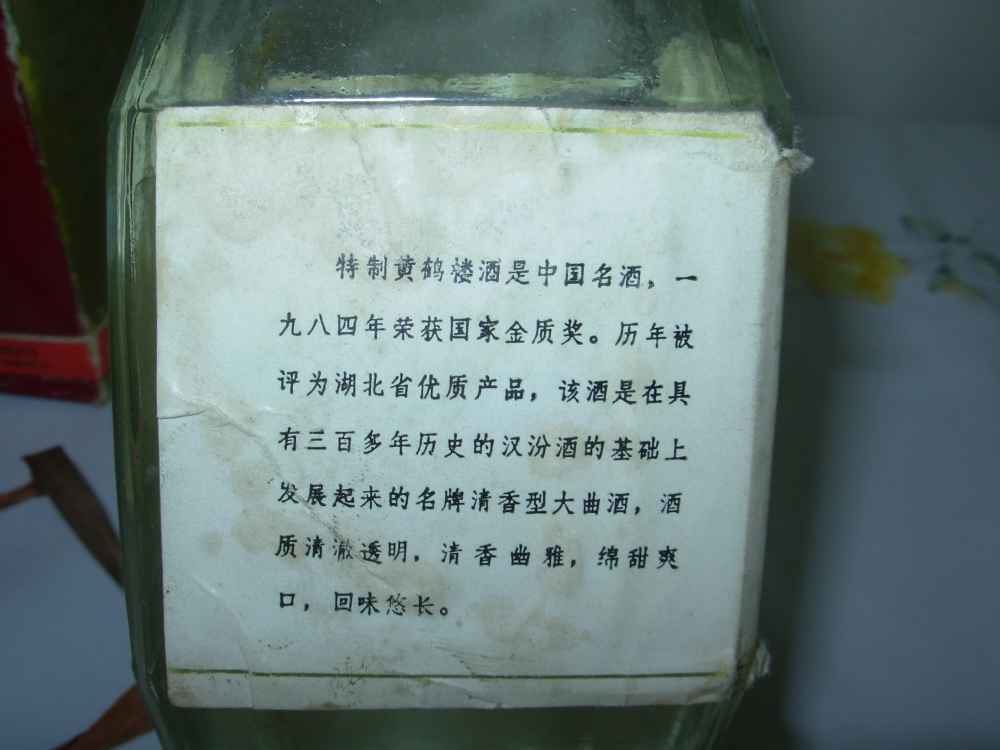 特制黄鹤楼酒是中国名酒，一
九八四年荣获国家金质奖。历年被
评为湖北省优质产品，该酒是在具
有三百多年历史的汉汾酒的基础上
发展起来的名牌清香型大曲酒，酒
质清澈透明，清香幽雅，绵甜爽
口，回味悠长。